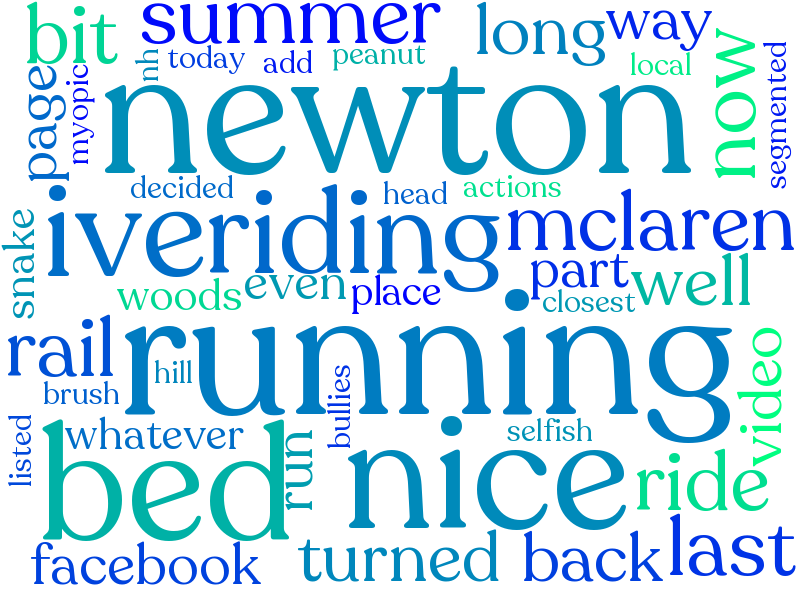 bit
summer
long
way
nh
today
add
peanut
local
now
segmented
page
myopic
newton
decided
head
actions
iveriding
mclaren
snake
woods
even
place
part
closest
well
rail
running
hill
brush
bullies
video
listed
whatever
bed
run
nice
selfish
ride
facebook
turned
back
last